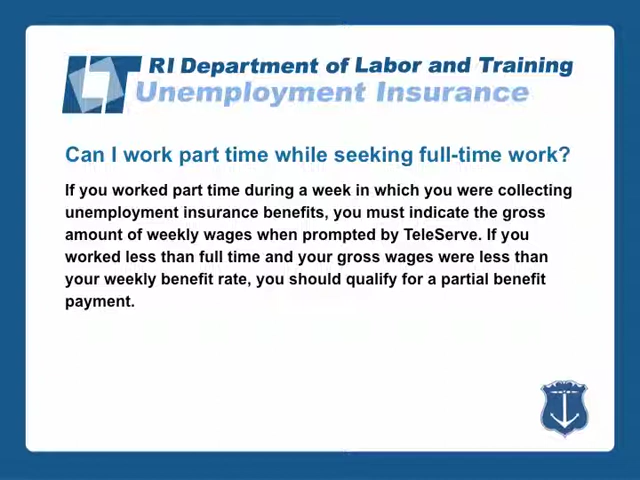 RI Department of Labor and Training
Unemployment Insurance
Can I work part time while seeking full-time work?
If you worked part time during a week in which you were collecting
unemployment insurance benefits, you must indicate the gross
amount of weekly wages when prompted by TeleServe. If you
worked less than full time and your gross wages were less than
your weekly benefit rate, you should qualify for a partial benefit
payment.